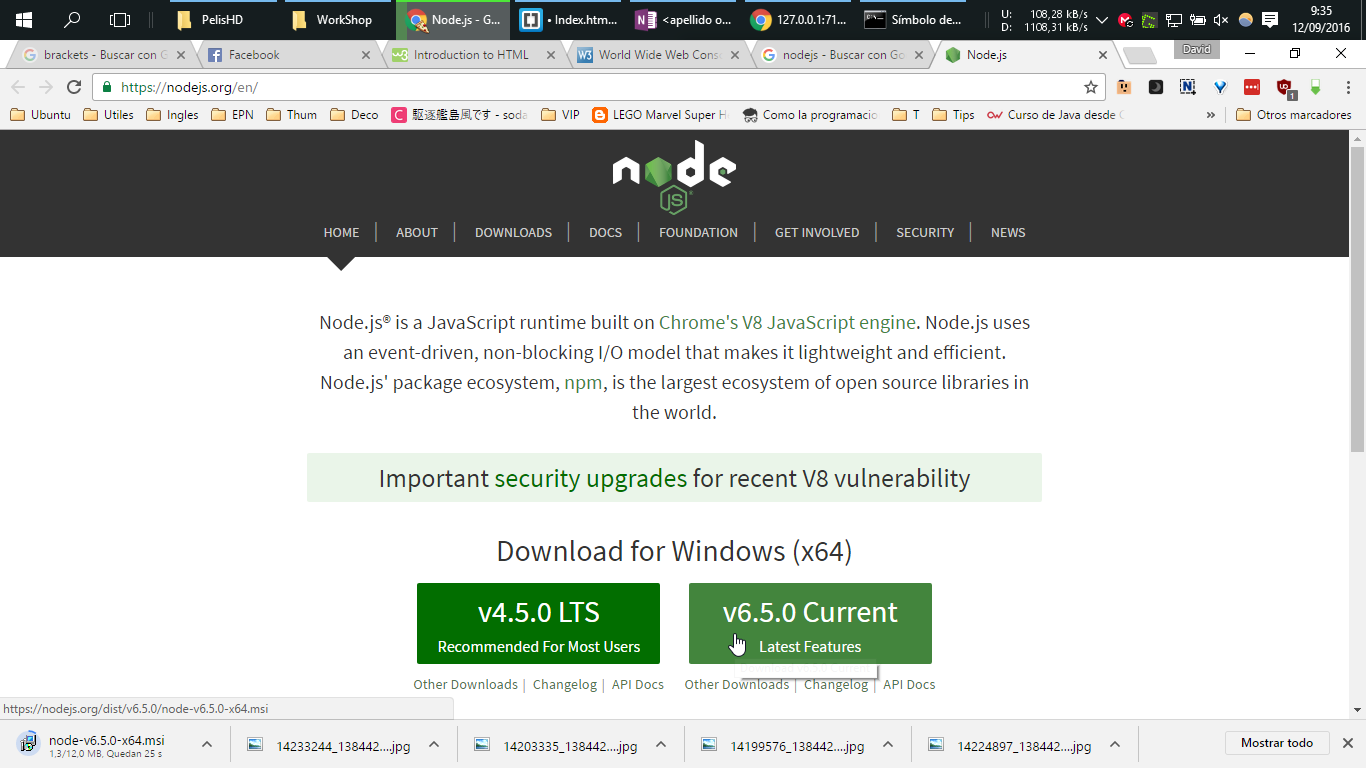 PelisHD
WorkShop
Node.js - G...
• Index.htm...
<apellido o...
127.0.0.1:71...
Símbolo de...
U: 108,28 kB/s
D: 1108,31 kB/s
9:35
12/09/2016
brackets - Buscar con G
Facebook
Introduction to HTML
World Wide Web Cons
nodejs - Buscar con Goo
Node.js
David
https://nodejs.org/en/
Ubuntu
Utiles
Ingles
EPN
Thum
Deco
駆逐艦島風です - soda
VIP
LEGO Marvel Super H
Como la programacio
T
Tips
Curso de Java desde
»
Otros marcadores
node
JS
HOME
ABOUT
DOWNLOADS
DOCS
FOUNDATION
GET INVOLVED
SECURITY
NEWS
Node.js® is a JavaScript runtime built on Chrome's V8 JavaScript engine. Node.js uses
an event-driven, non-blocking I/O model that makes it lightweight and efficient.
Node.js' package ecosystem, npm, is the largest ecosystem of open source libraries in
the world.
Important security upgrades for recent V8 vulnerability
Download for Windows (x64)
v4.5.0 LTS
Recommended For Most Users
v6.5.0 Current
Latest Features
Other Downloads | Changelog | API Docs
Other Downloads | Changelog | API Docs
https://nodejs.org/dist/v6.5.0/node-v6.5.0-x64.msi
node-v6.5.0-x64.msi
1,3/12,0 MB, Quedan 25 s
14233244_138442....jpg
14203335_138442....jpg
14199576_138442....jpg
14224897_138442....jpg
Mostrar todo